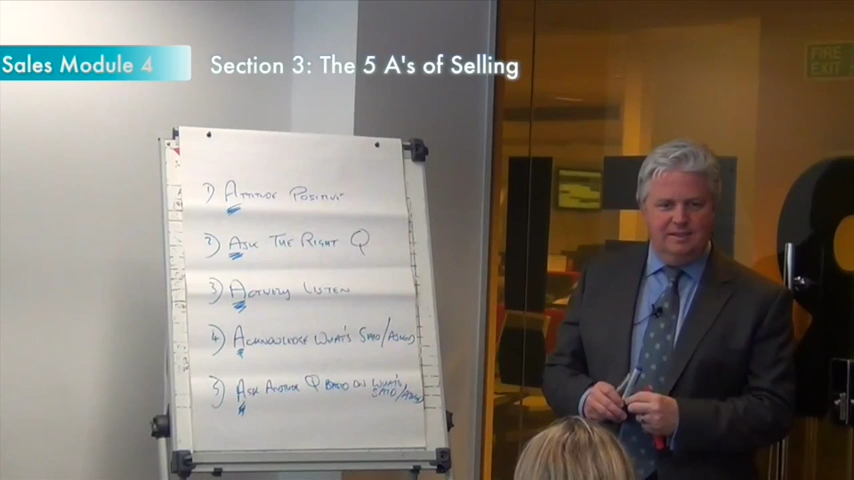 Sales Module 4
Section 3: The 5 A's of Selling
FIRE
EXIT
1) ATTITUDE POSITIVE
2) ASK THE RIGHT Q
3) ACTIVELY LISTEN
4) ACKNOWLEDGE WHAT'S SAID/ASKED
5) ASK ANOTHER Q BASED ON WHAT'S
SAID/ASKED
8